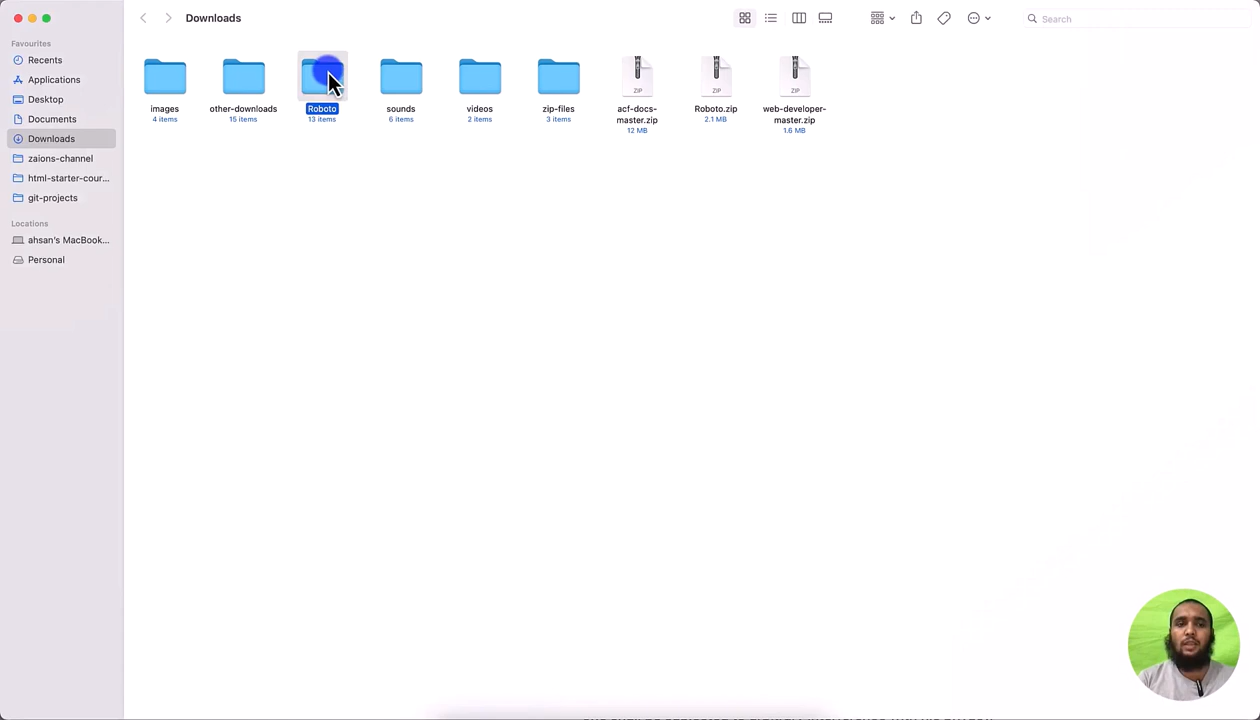 Downloads
Search
Favourites
Recents
Applications
Desktop
Documents
Downloads
zaions-channel
html-starter-cour...
git-projects
Locations
ahsan's MacBook...
Personal
images
4 items
other-downloads
15 items
Roboto
13 items
sounds
6 items
videos
2 items
zip-files
3 items
ZIP
acf-docs-
master.zip
12 MB
ZIP
Roboto.zip
2.1 MB
ZIP
web-developer-
master.zip
1.6 MB